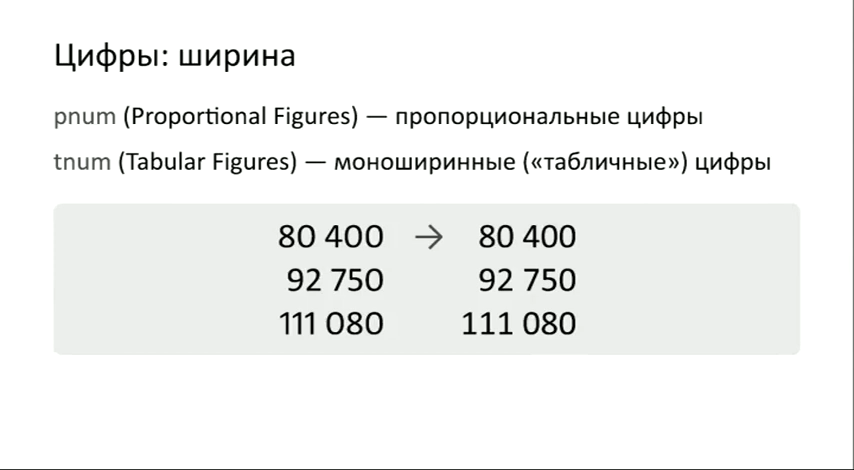 Цифры: ширина
pnum (Proportional Figures) — пропорциональные цифры
tnum (Tabular Figures) — моноширинные («табличные») цифры
80 400 → 80 400
92 750 92 750
111 080 111 080